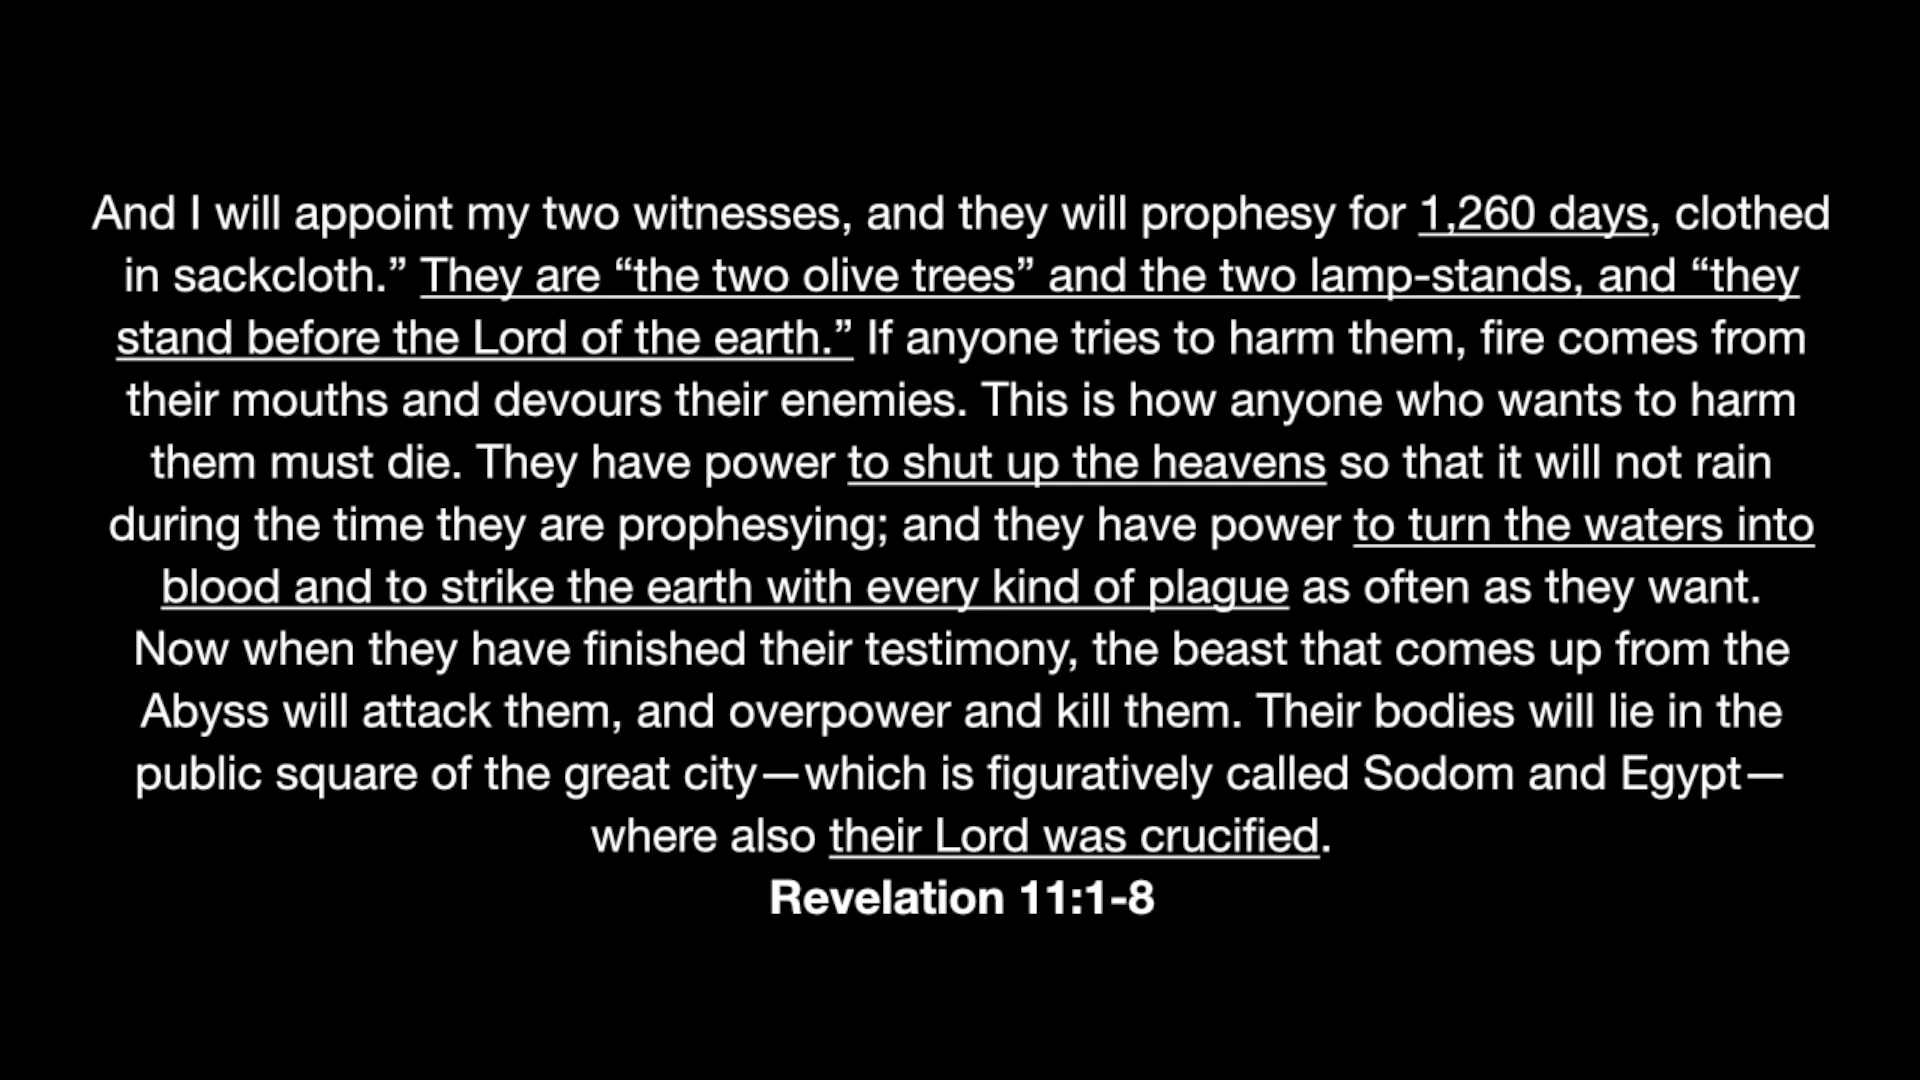 And I will appoint my two witnesses, and they will prophesy for 1,260 days, clothed
in sackcloth.” They are “the two olive trees” and the two lamp-stands, and “they
stand before the Lord of the earth.” If anyone tries to harm them, fire comes from
their mouths and devours their enemies. This is how anyone who wants to harm
them must die. They have power to shut up the heavens so that it will not rain
during the time they are prophesying; and they have power to turn the waters into
blood and to strike the earth with every kind of plague as often as they want.
Now when they have finished their testimony, the beast that comes up from the
Abyss will attack them, and overpower and kill them. Their bodies will lie in the
public square of the great city—which is figuratively called Sodom and Egypt—
where also their Lord was crucified.
Revelation 11:1-8